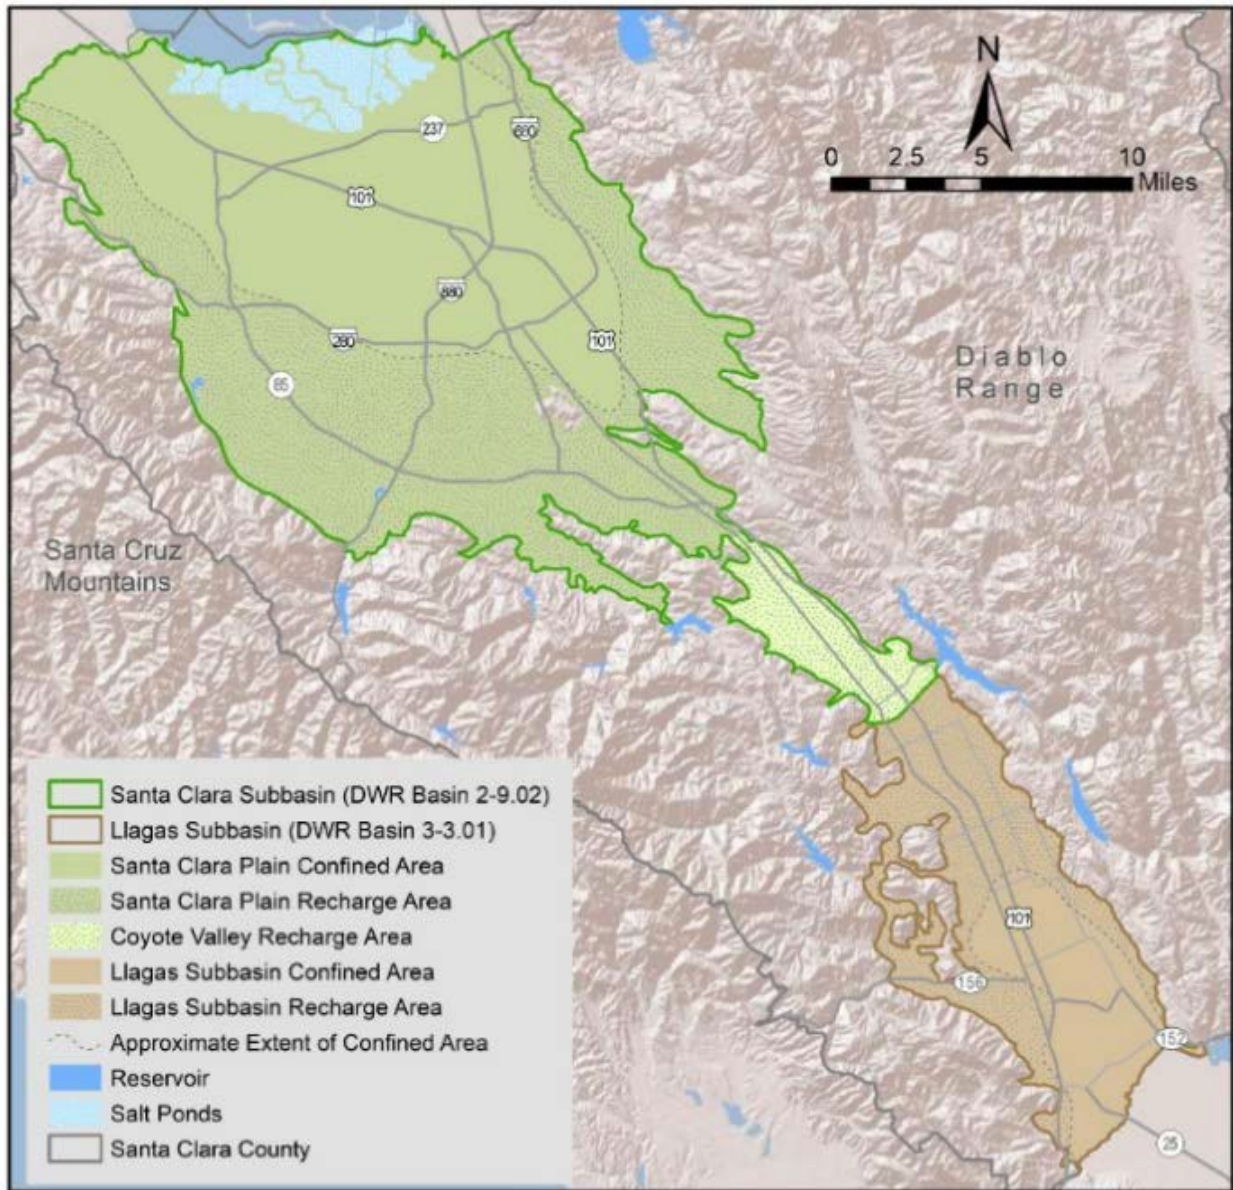 N
0 2.5 5 10
Miles
237
680
101
880
280
101
85
Diablo
Range
Santa Cruz
Mountains
101
156
152
25
Santa Clara Subbasin (DWR Basin 2-9.02)
Llagas Subbasin (DWR Basin 3-3.01)
Santa Clara Plain Confined Area
Santa Clara Plain Recharge Area
Coyote Valley Recharge Area
Llagas Subbasin Confined Area
Llagas Subbasin Recharge Area
Approximate Extent of Confined Area
Reservoir
Salt Ponds
Santa Clara County